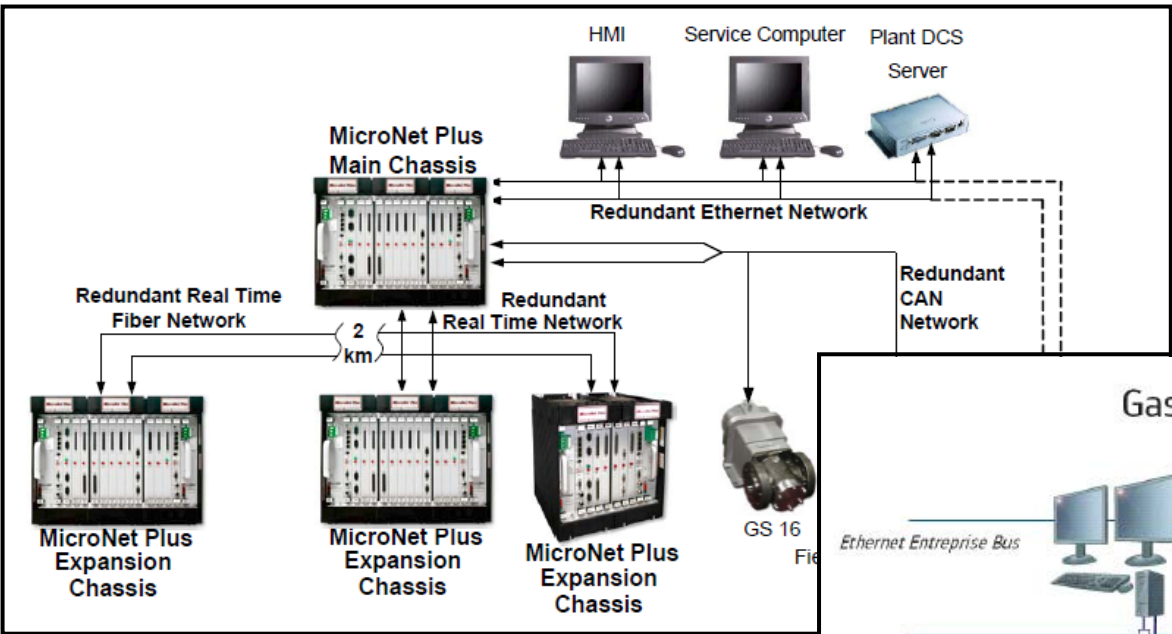 HMI
Service Computer
Plant DCS
Server
MicroNet Plus
Main Chassis
Redundant Ethernet Network
Redundant Real Time
Fiber Network
2
km
Redundant
Real Time Network
Redundant
CAN
Network
MicroNet Plus
Expansion
Chassis
MicroNet Plus
Expansion
Chassis
MicroNet Plus
Expansion
Chassis
GS 16
Fie
Gas
Ethernet Entreprise Bus